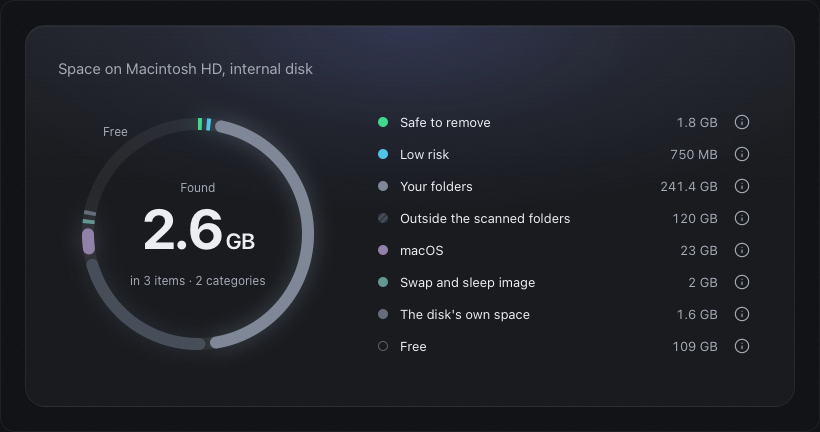 Space on Macintosh HD, internal disk
Free
Found
2.6 GB
in 3 items · 2 categories
Safe to remove 1.8 GB
Low risk 750 MB
Your folders 241.4 GB
Outside the scanned folders 120 GB
macOS 23 GB
Swap and sleep image 2 GB
The disk's own space 1.6 GB
Free 109 GB